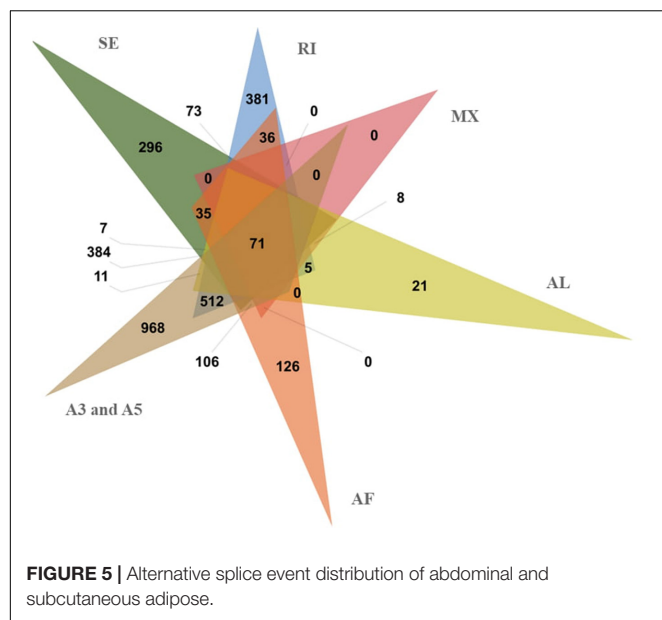 SE
RI
MX
AL
AF
A3 and A5
381
73
0
36
0
296
0
0
8
35
7
71
384
5
11
21
512
0
968
106
126
0
FIGURE 5 | Alternative splice event distribution of abdominal and
subcutaneous adipose.